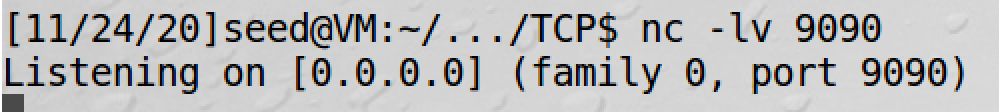 [11/24/20]seed@VM:~/.../TCP$ nc -lv 9090
Listening on [0.0.0.0] (family 0, port 9090)